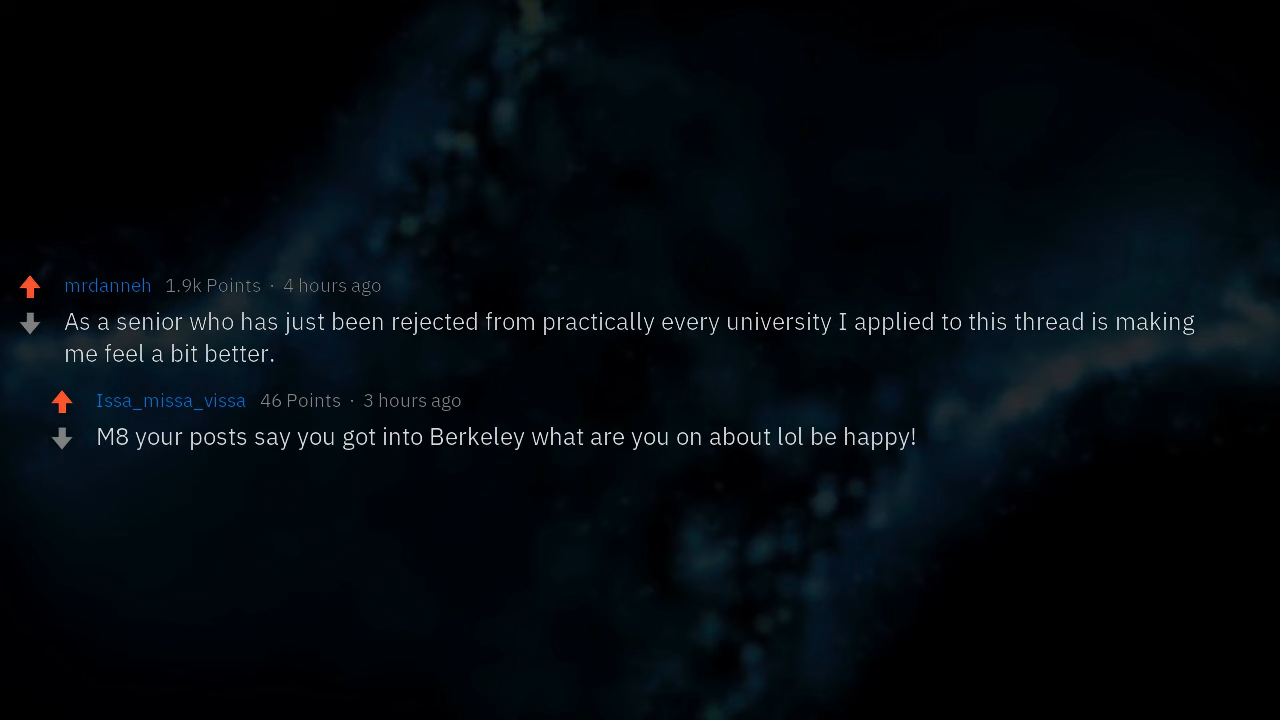 mrdanneh 1.9k Points · 4 hours ago
As a senior who has just been rejected from practically every university I applied to this thread is making
me feel a bit better.
Issa_missa_vissa 46 Points · 3 hours ago
M8 your posts say you got into Berkeley what are you on about lol be happy!